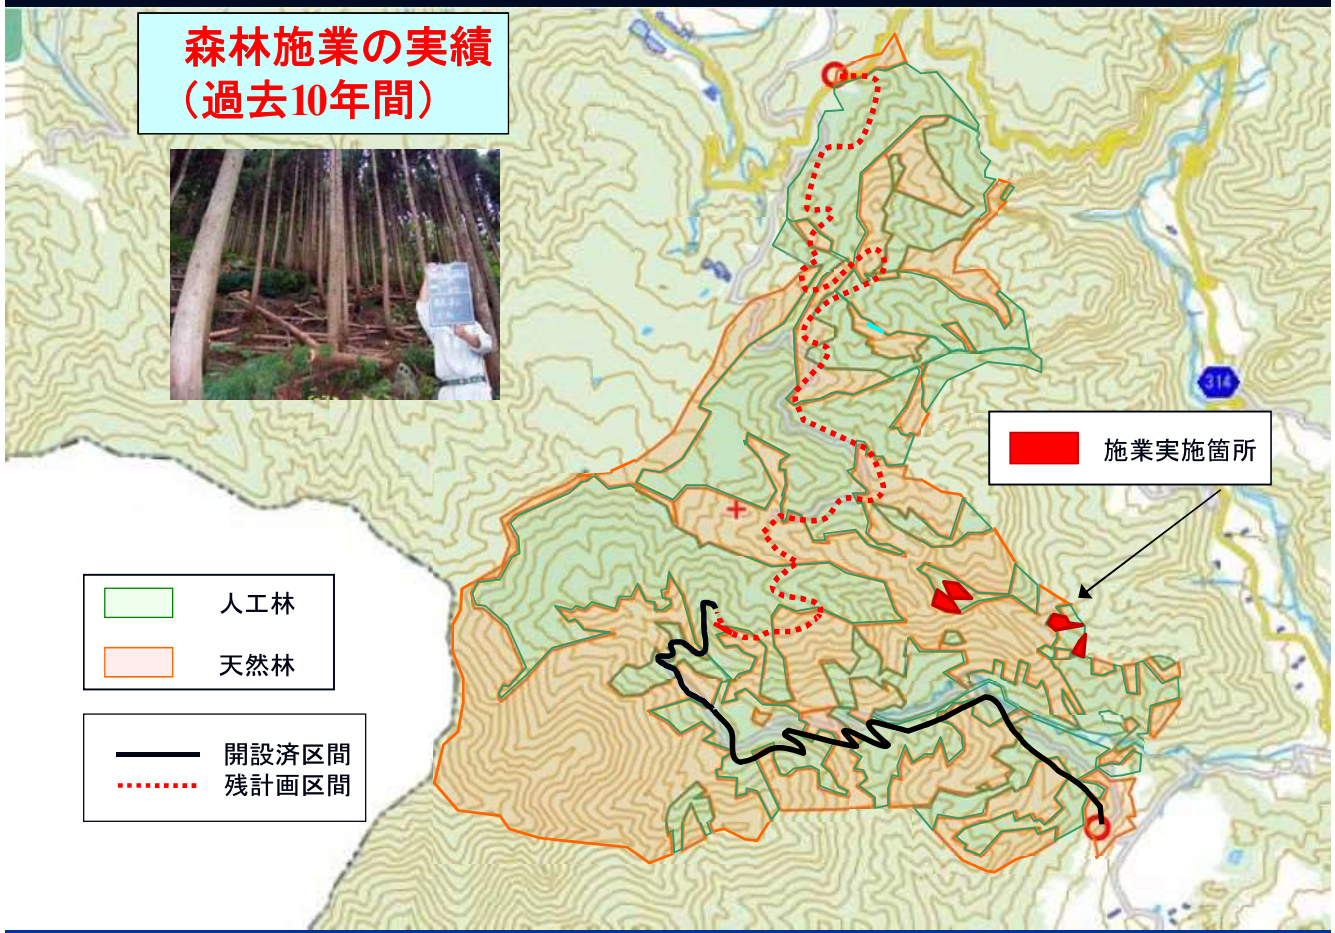 森林施業の実績
（過去10年間）
314
施業実施箇所
人工林
天然林
開設済区間
残計画区間